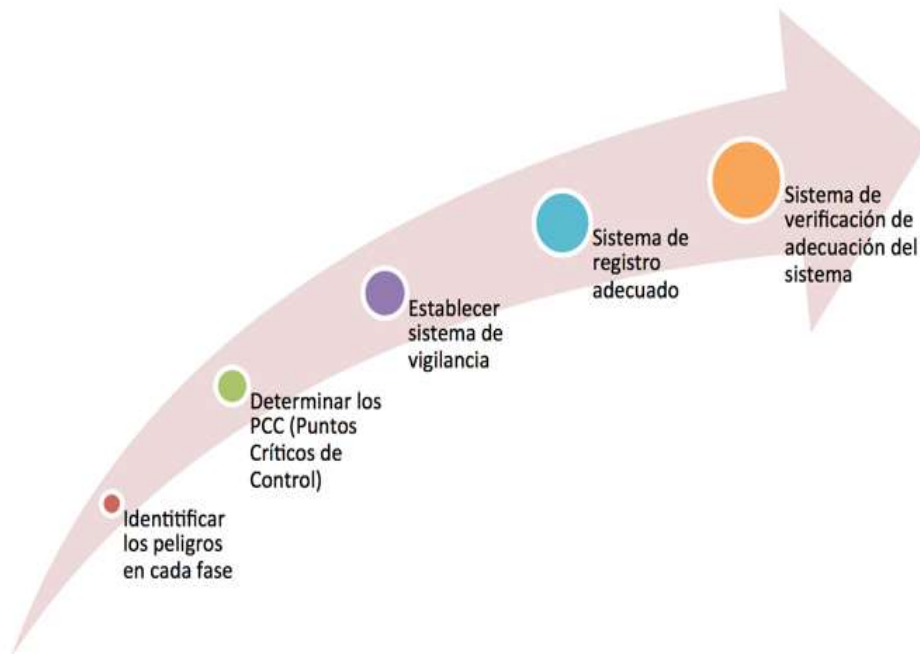 Identitificar
los peligros
en cada fase
Determinar los
PCC (Puntos
Críticos de
Control)
Establecer
sistema de
vigilancia
Sistema de
registro
adecuado
Sistema de
verificación de
adecuación del
sistema